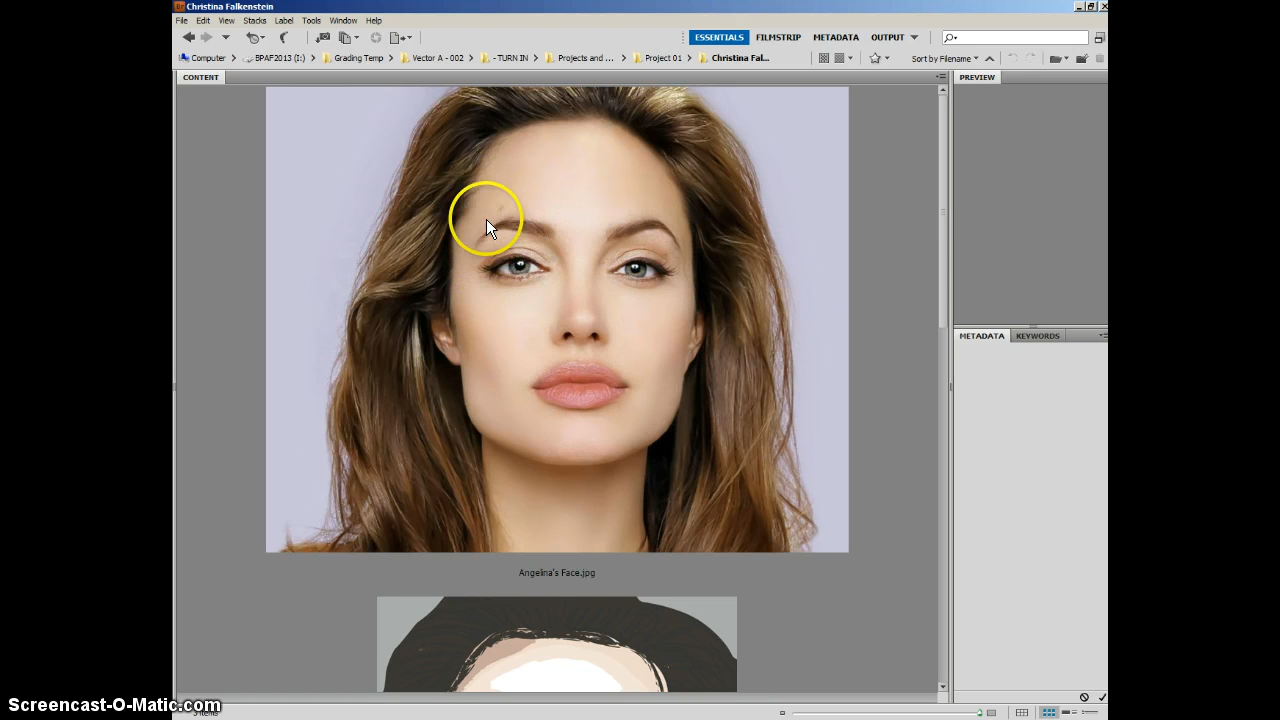 Br Christina Falkenstein
File Edit View Stacks Label Tools Window Help
ESSENTIALS FILMSTRIP METADATA OUTPUT
Computer BPAF2013 (I:) Grading Temp Vector A - 002 - TURN IN Projects and ... Project 01 Christina Fal... Sort by Filename
CONTENT
PREVIEW
METADATA KEYWORDS
Angelina's Face.jpg
Screencast-O-Matic.com